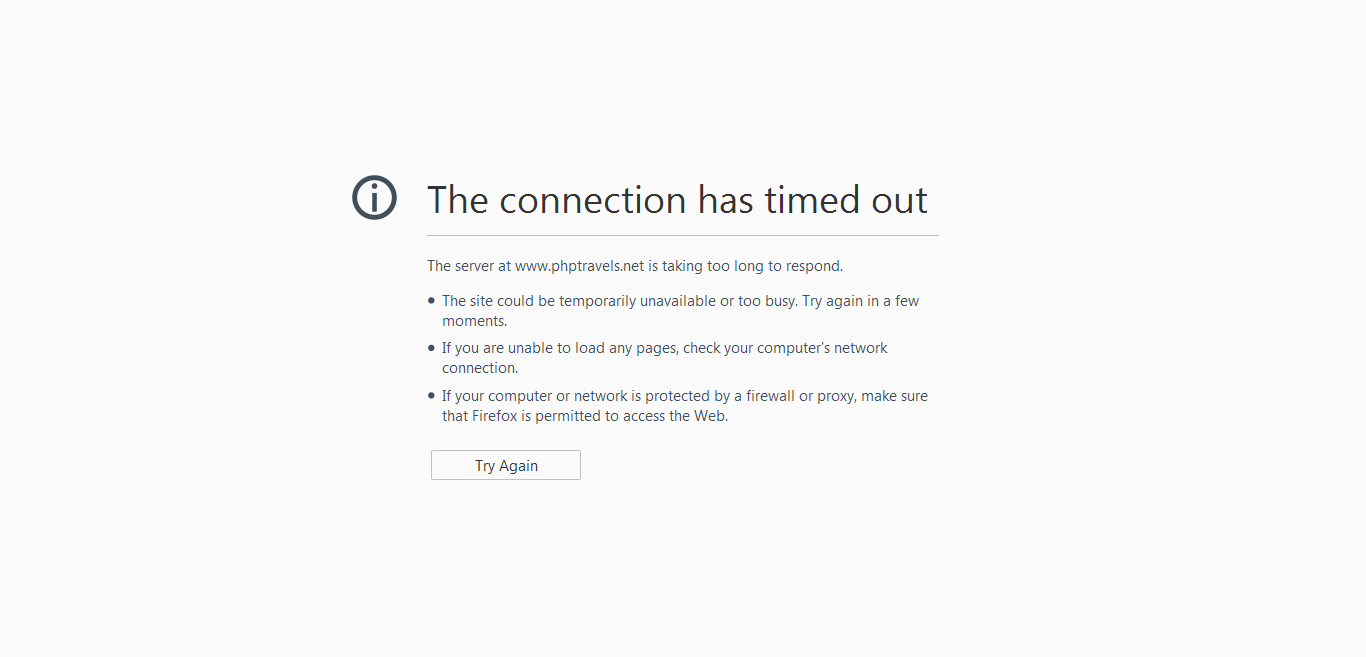 The connection has timed out
The server at www.phptravels.net is taking too long to respond.
The site could be temporarily unavailable or too busy. Try again in a few
moments.
If you are unable to load any pages, check your computer's network
connection.
If your computer or network is protected by a firewall or proxy, make sure
that Firefox is permitted to access the Web.
Try Again